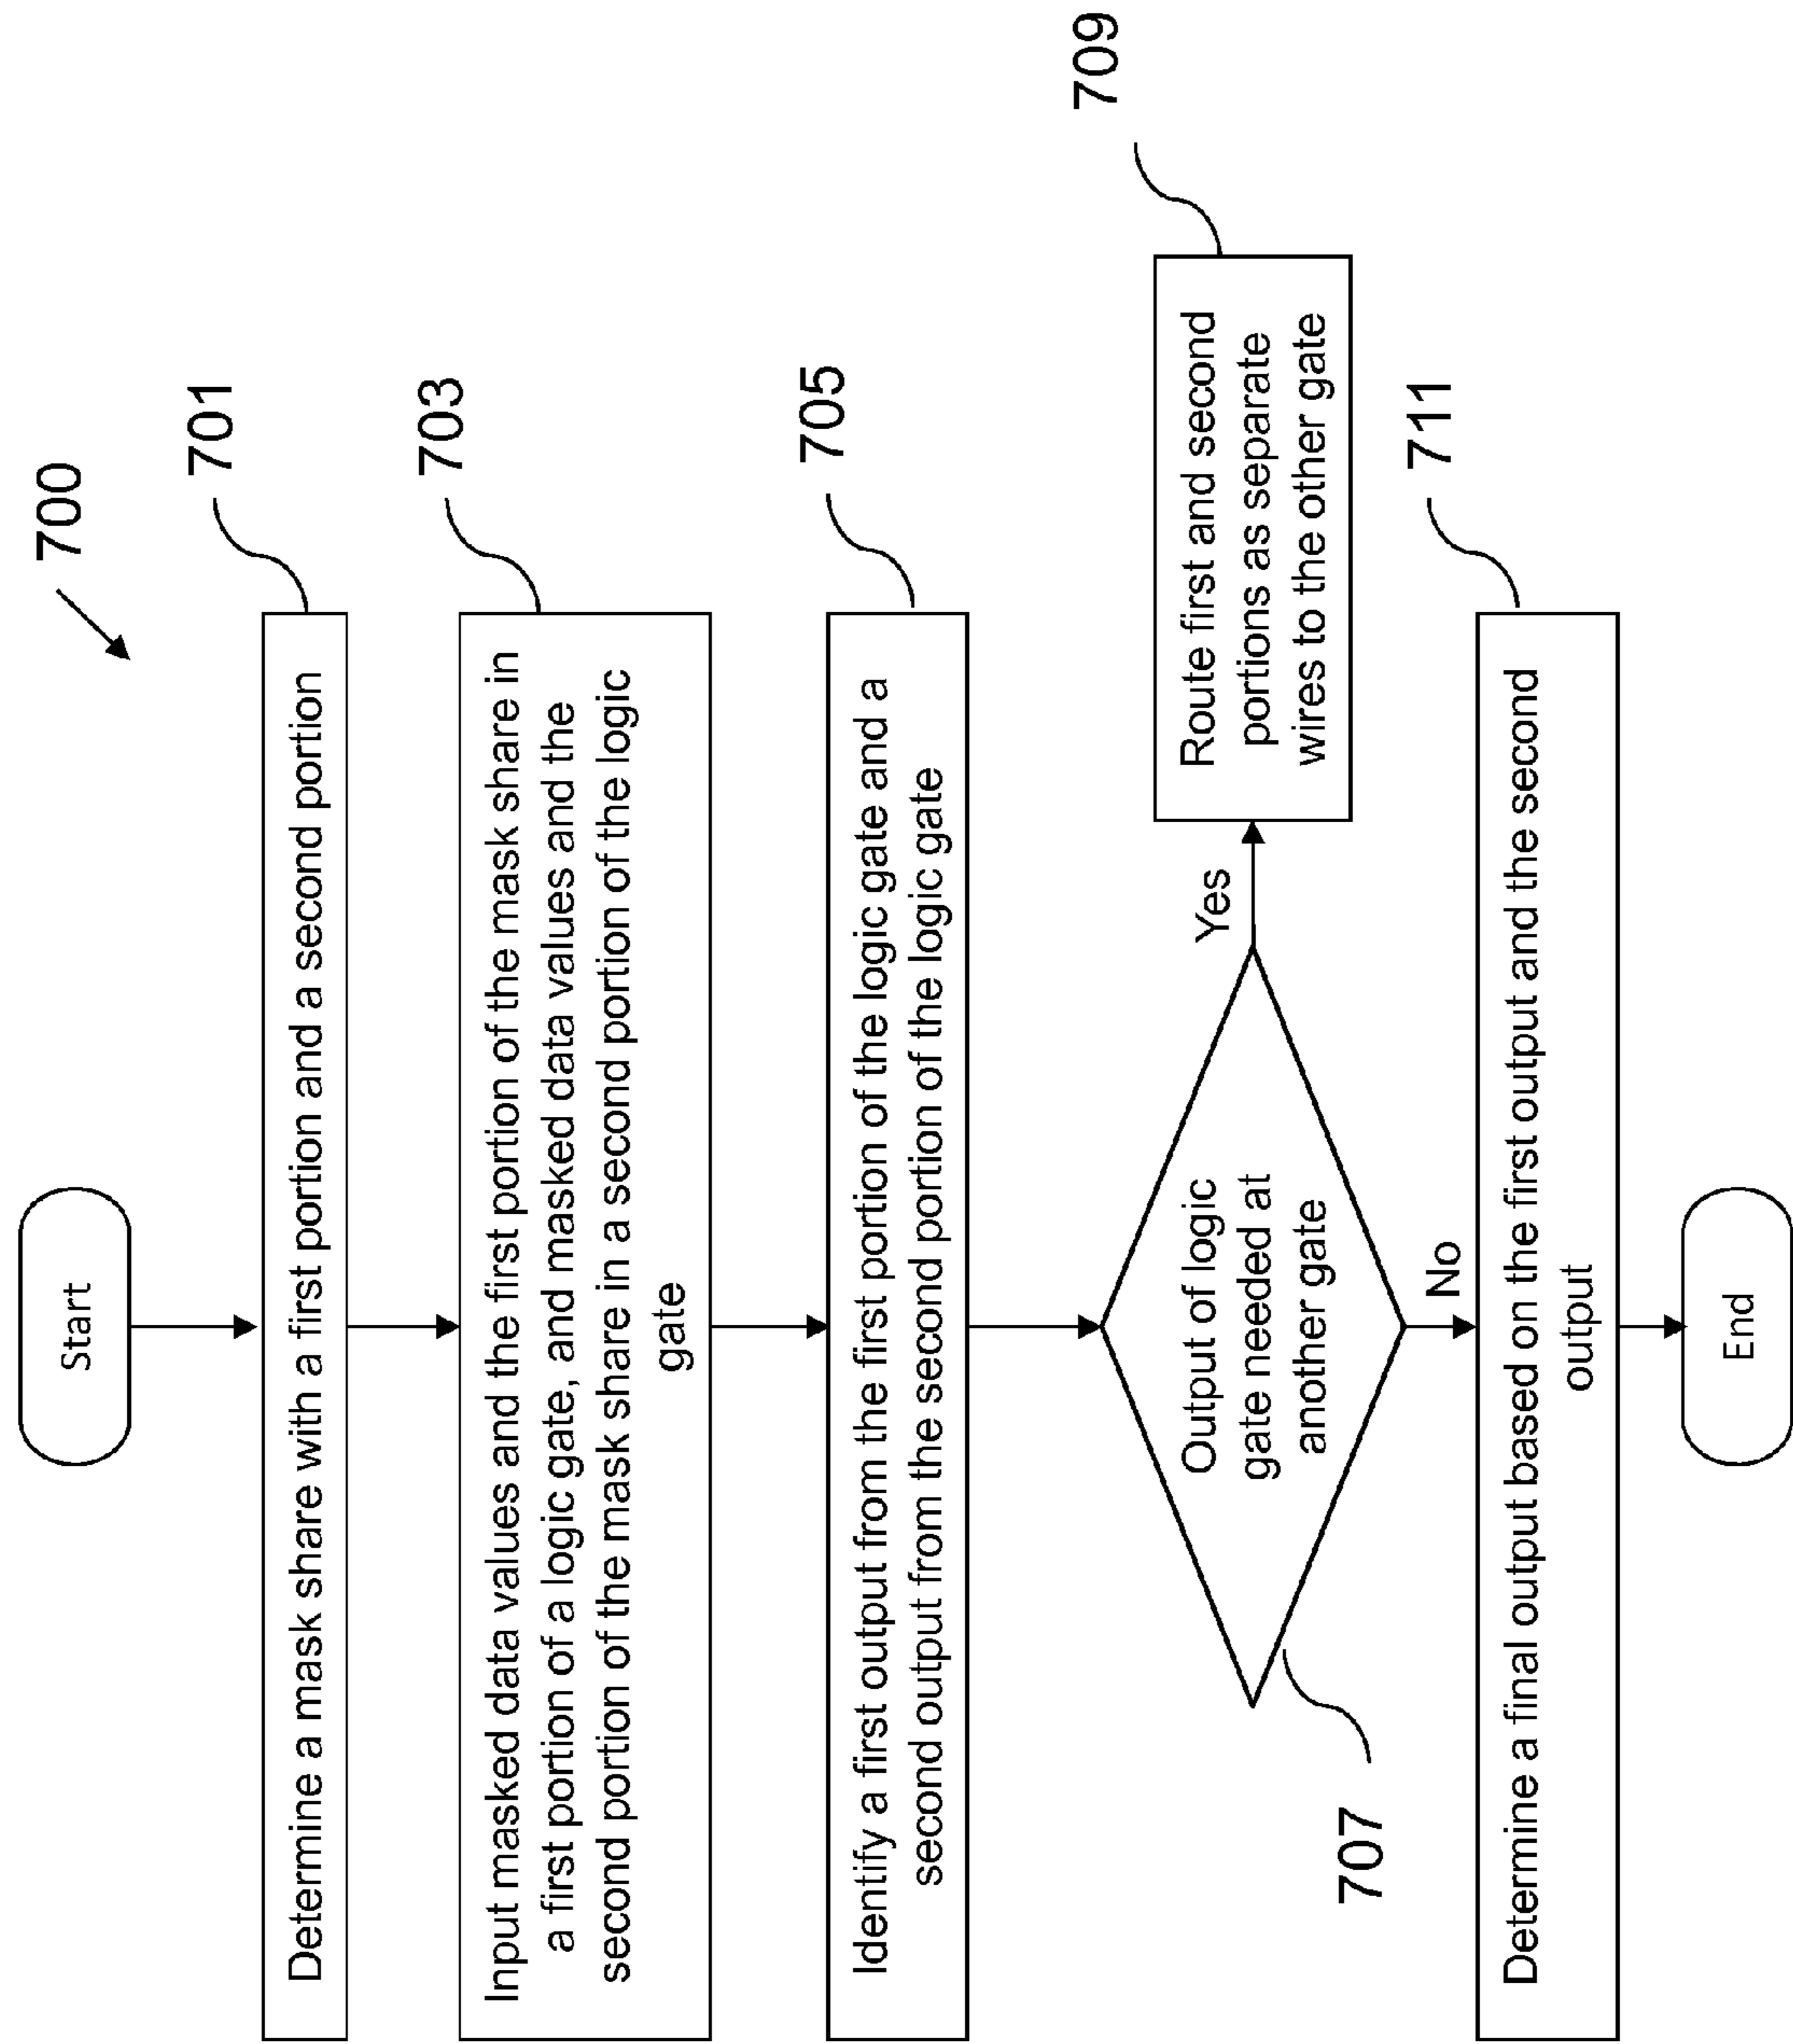 700
Start
701
Determine a mask share with a first portion and a second portion
703
Input masked data values and the first portion of the mask share in
a first portion of a logic gate, and masked data values and the
second portion of the mask share in a second portion of the logic
gate
705
Identify a first output from the first portion of the logic gate and a
second output from the second portion of the logic gate
707
Output of logic
gate needed at
another gate
Yes
709
Route first and second
portions as separate
wires to the other gate
No
711
Determine a final output based on the first output and the second
output
End